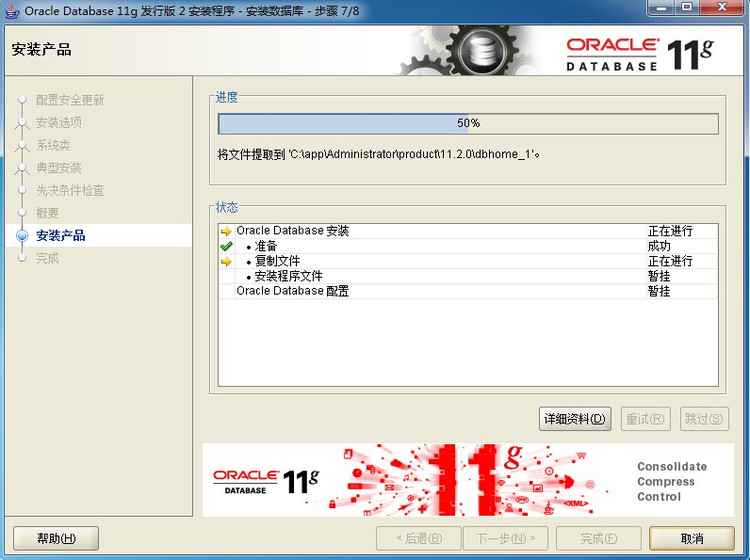 Oracle Database 11g 发行版 2 安装程序 - 安装数据库 - 步骤 7/8
安装产品
ORACLE
DATABASE 11g
配置安全更新
安装选项
系统类
典型安装
先决条件检查
概要
安装产品
完成
进度
50%
将文件提取到 'C:\app\Administrator\product\11.2.0\dbhome_1'。
状态
Oracle Database 安装 正在进行
• 准备 成功
• 复制文件 正在进行
• 安装程序文件 暂挂
Oracle Database 配置 暂挂
详细资料(D) 重试(R) 跳过(S)
ORACLE
DATABASE 11g
11g
<XML>
Consolidate
Compress
Control
帮助(H) < 后退(B) 下一步(N) > 完成(F) 取消